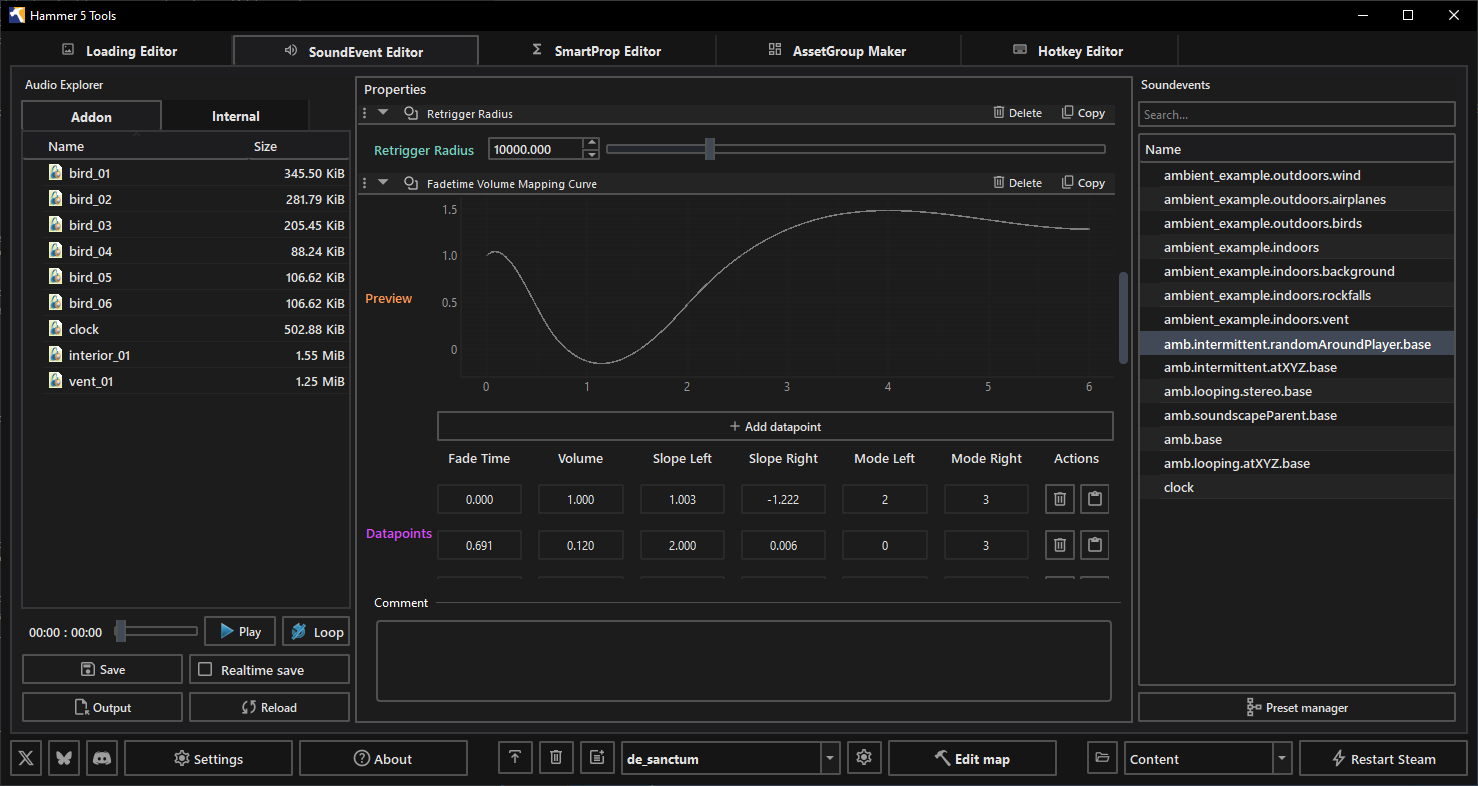 Hammer 5 Tools
Loading Editor
SoundEvent Editor
SmartProp Editor
AssetGroup Maker
Hotkey Editor
Audio Explorer
Addon
Internal
Name Size
bird_01 345.50 KiB
bird_02 281.79 KiB
bird_03 205.45 KiB
bird_04 88.24 KiB
bird_05 106.62 KiB
bird_06 106.62 KiB
clock 502.88 KiB
interior_01 1.55 MiB
vent_01 1.25 MiB
00:00 : 00:00
Play
Loop
Save
Realtime save
Output
Reload
Properties
Retrigger Radius Delete Copy
Retrigger Radius 10000.000
Fadetime Volume Mapping Curve Delete Copy
Preview
1.5
1.0
0.5
0
0 1 2 3 4 5 6
+ Add datapoint
Datapoints
Fade Time Volume Slope Left Slope Right Mode Left Mode Right Actions
0.000 1.000 1.003 -1.222 2 3
0.691 0.120 2.000 0.006 0 3
Comment
Soundevents
Search...
Name
ambient_example.outdoors.wind
ambient_example.outdoors.airplanes
ambient_example.outdoors.birds
ambient_example.indoors
ambient_example.indoors.background
ambient_example.indoors.rockfalls
ambient_example.indoors.vent
amb.intermittent.randomAroundPlayer.base
amb.intermittent.atXYZ.base
amb.looping.stereo.base
amb.soundscapeParent.base
amb.base
amb.looping.atXYZ.base
clock
Preset manager
Settings
About
de_sanctum
Edit map
Content
Restart Steam